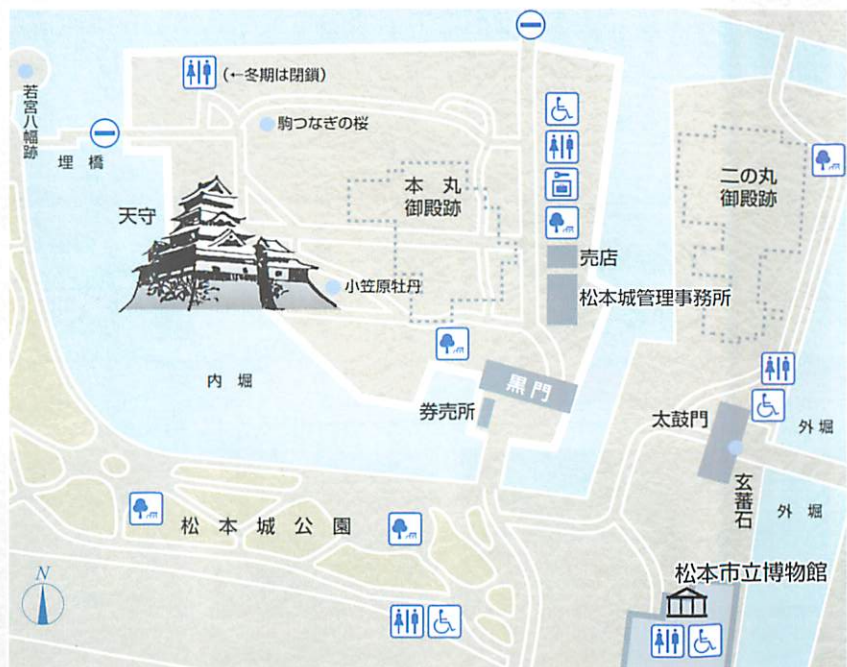 (←冬期は閉鎖)
若宮八幡跡
駒つなぎの桜
埋橋
天守
本丸
御殿跡
二の丸
御殿跡
売店
小笠原牡丹
松本城管理事務所
内堀
黒門
券売所
太鼓門
外堀
玄蕃石
外堀
松本城公園
松本市立博物館
N